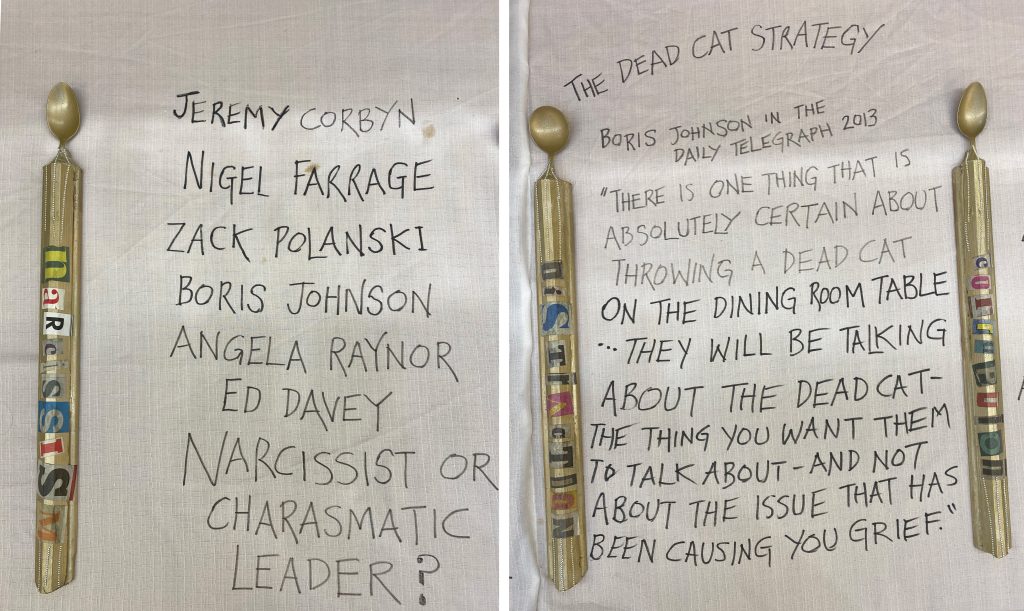 naRcisSISM
JEREMY CORBYN
NIGEL FARRAGE
ZACK POLANSKI
BORIS JOHNSON
ANGELA RAYNOR
ED DAVEY
NARCISSIST OR
CHARASMATIC
LEADER?
DiSTrAcTION
THE DEAD CAT STRATEGY
BORIS JOHNSON IN THE
DAILY TELEGRAPH 2013
"THERE IS ONE THING THAT IS
ABSOLUTELY CERTAIN ABOUT
THROWING A DEAD CAT
ON THE DINING ROOM TABLE
... THEY WILL BE TALKING
ABOUT THE DEAD CAT-
THE THING YOU WANT THEM
TO TALK ABOUT - AND NOT
ABOUT THE ISSUE THAT HAS
BEEN CAUSING YOU GRIEF."